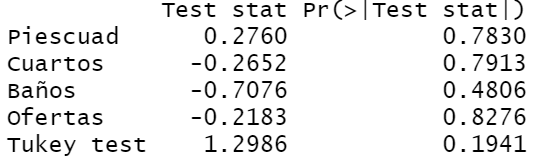 Test stat Pr(>|Test stat|)
Piescuad 0.2760 0.7830
Cuartos -0.2652 0.7913
Baños -0.7076 0.4806
Ofertas -0.2183 0.8276
Tukey test 1.2986 0.1941